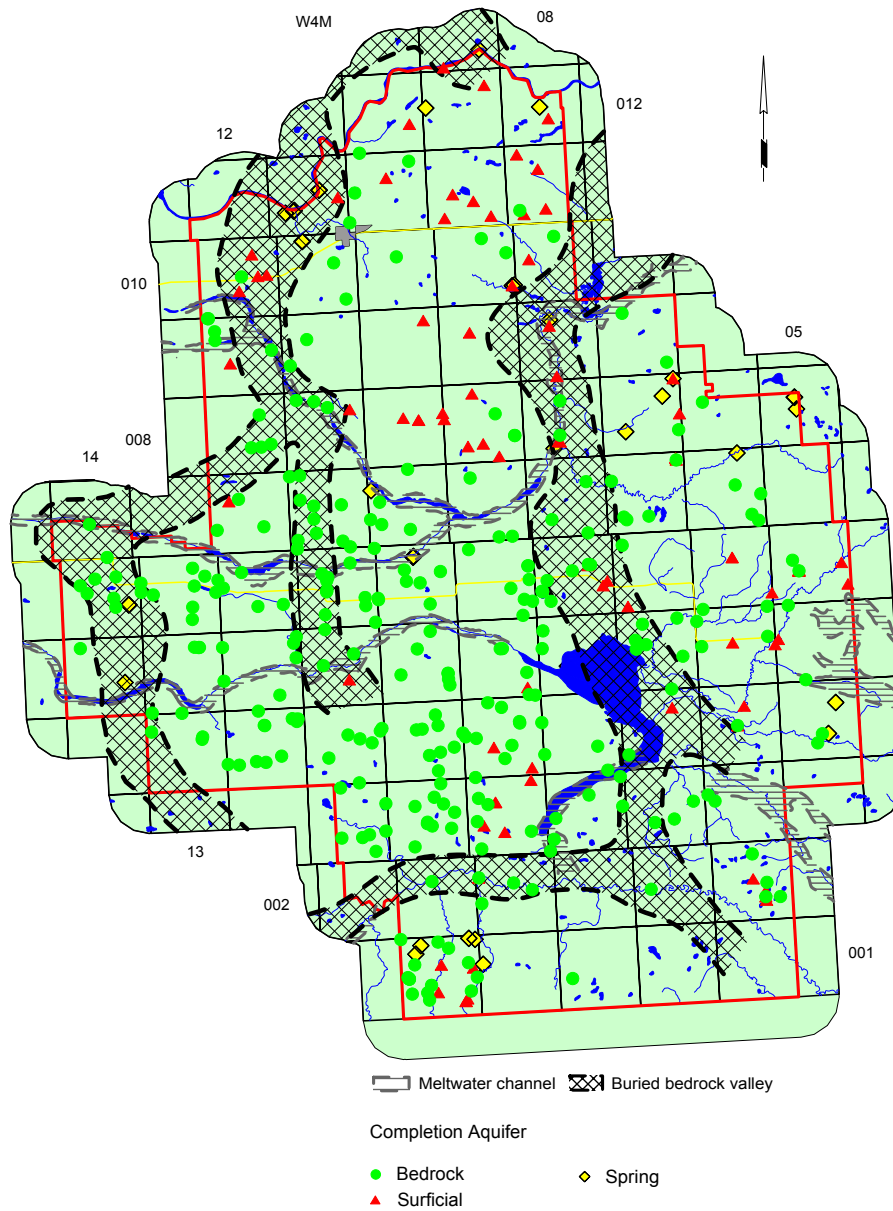 W4M
08
012
12
010
05
008
14
13
002
001
Meltwater channel
Buried bedrock valley
Completion Aquifer
Bedrock
Spring
Surficial